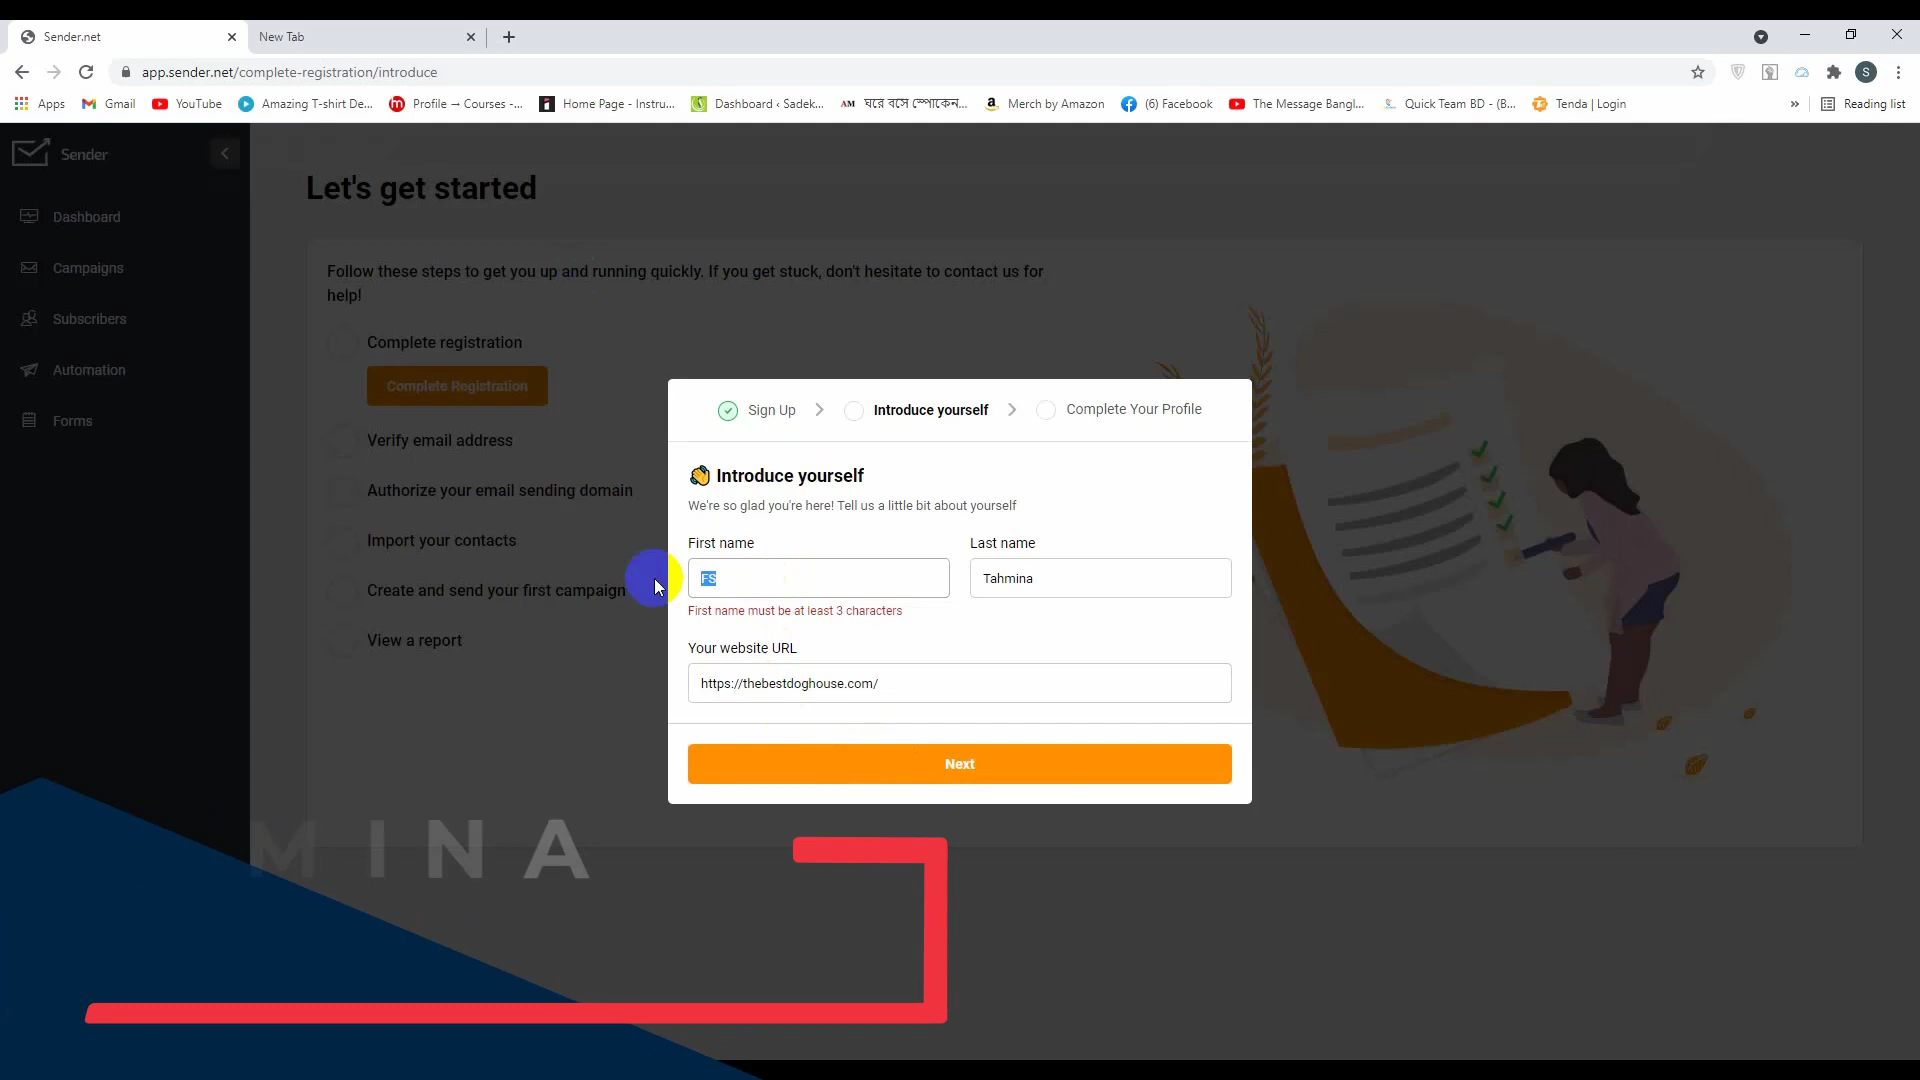 Sender.net
New Tab
app.sender.net/complete-registration/introduce
S
Apps
Gmail
YouTube
Amazing T-shirt De...
Profile → Courses -...
Home Page - Instru...
Dashboard ‹ Sadek...
AM ঘরে বসে স্পোকেন...
Merch by Amazon
(6) Facebook
The Message Bangl...
Quick Team BD - (B...
Tenda | Login
»
Reading list
Sender
Dashboard
Campaigns
Subscribers
Automation
Forms
Let's get started
Follow these steps to get you up and running quickly. If you get stuck, don't hesitate to contact us for
help!
Complete registration
Complete Registration
Verify email address
Authorize your email sending domain
Import your contacts
Create and send your first campaign
View a report
Sign Up
Introduce yourself
Complete Your Profile
Introduce yourself
We're so glad you're here! Tell us a little bit about yourself
First name
Last name
FS
Tahmina
First name must be at least 3 characters
Your website URL
https://thebestdoghouse.com/
Next
MINA